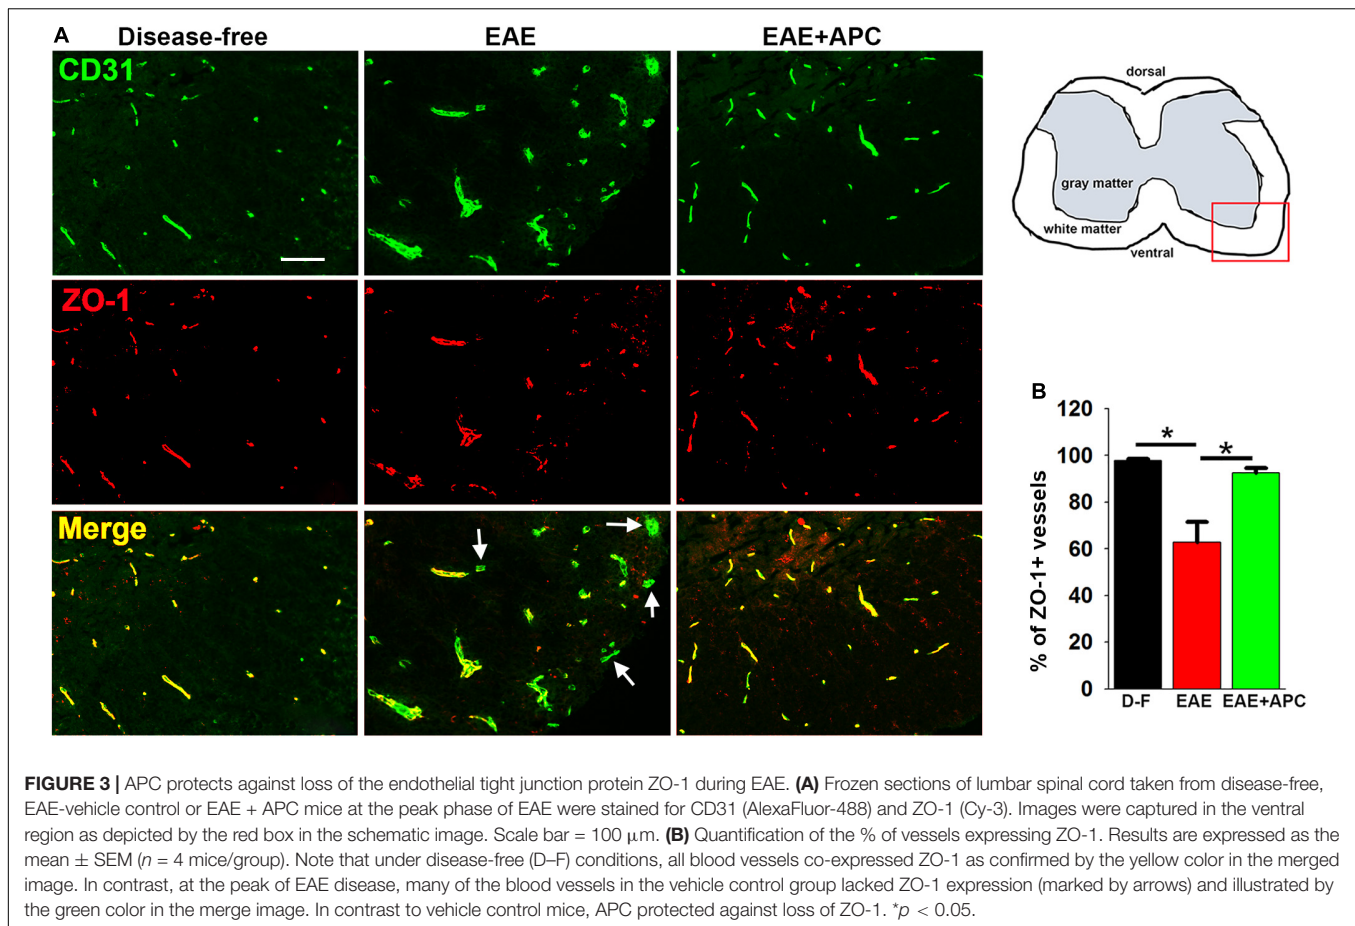 A
Disease-free
EAE
EAE+APC
CD31
ZO-1
Merge
dorsal
gray matter
white matter
ventral
B
% of ZO-1+ vessels
120
100
80
60
40
20
0
*
*
D-F
EAE
EAE+APC
FIGURE 3 | APC protects against loss of the endothelial tight junction protein ZO-1 during EAE. (A) Frozen sections of lumbar spinal cord taken from disease-free,
EAE-vehicle control or EAE + APC mice at the peak phase of EAE were stained for CD31 (AlexaFluor-488) and ZO-1 (Cy-3). Images were captured in the ventral
region as depicted by the red box in the schematic image. Scale bar = 100 μm. (B) Quantification of the % of vessels expressing ZO-1. Results are expressed as the
mean ± SEM (n = 4 mice/group). Note that under disease-free (D–F) conditions, all blood vessels co-expressed ZO-1 as confirmed by the yellow color in the merged
image. In contrast, at the peak of EAE disease, many of the blood vessels in the vehicle control group lacked ZO-1 expression (marked by arrows) and illustrated by
the green color in the merge image. In contrast to vehicle control mice, APC protected against loss of ZO-1. *p < 0.05.